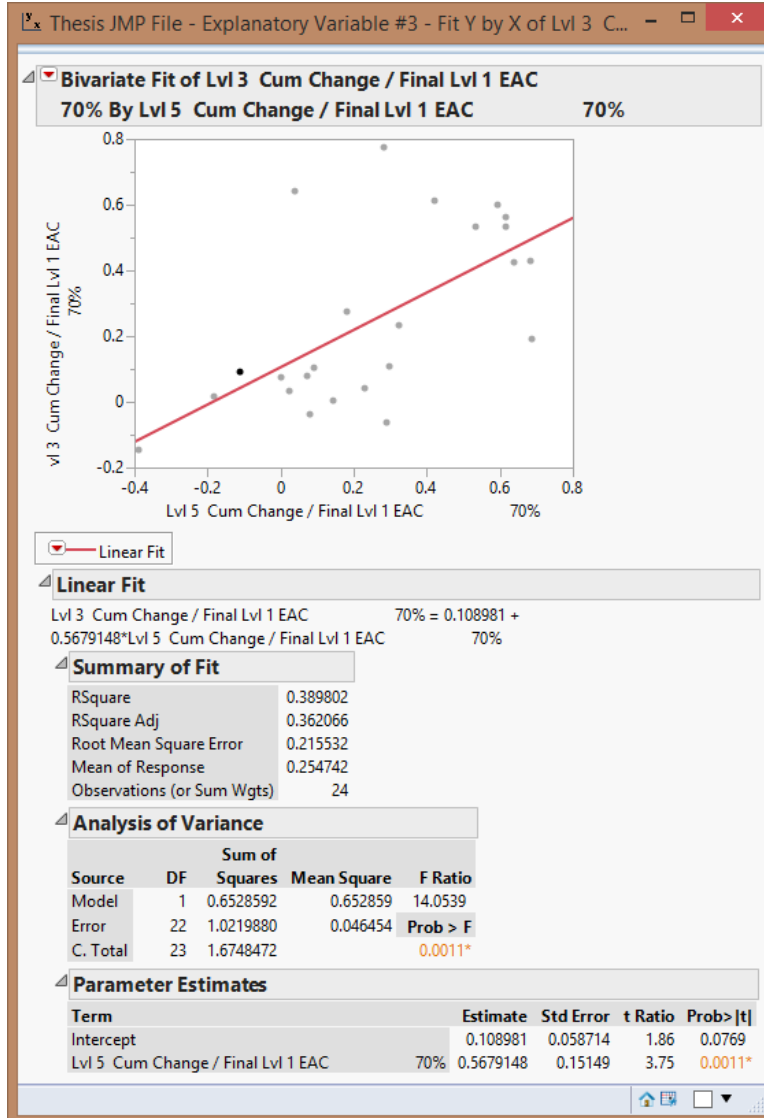 Thesis JMP File - Explanatory Variable #3 - Fit Y by X of Lvl 3 C...
Bivariate Fit of Lvl 3 Cum Change / Final Lvl 1 EAC
70% By Lvl 5 Cum Change / Final Lvl 1 EAC 70%
vl 3 Cum Change / Final Lvl 1 EAC
70%
0.8
0.6
0.4
0.2
0
-0.2
-0.4 -0.2 0 0.2 0.4 0.6 0.8
Lvl 5 Cum Change / Final Lvl 1 EAC 70%
Linear Fit
Linear Fit
Lvl 3 Cum Change / Final Lvl 1 EAC 70% = 0.108981 +
0.5679148*Lvl 5 Cum Change / Final Lvl 1 EAC 70%
Summary of Fit
RSquare 0.389802
RSquare Adj 0.362066
Root Mean Square Error 0.215532
Mean of Response 0.254742
Observations (or Sum Wgts) 24
Analysis of Variance
Sum of
Source DF Squares Mean Square F Ratio
Model 1 0.6528592 0.652859 14.0539
Error 22 1.0219880 0.046454 Prob > F
C. Total 23 1.6748472 0.0011*
Parameter Estimates
Term Estimate Std Error t Ratio Prob>|t|
Intercept 0.108981 0.058714 1.86 0.0769
Lvl 5 Cum Change / Final Lvl 1 EAC 70% 0.5679148 0.15149 3.75 0.0011*